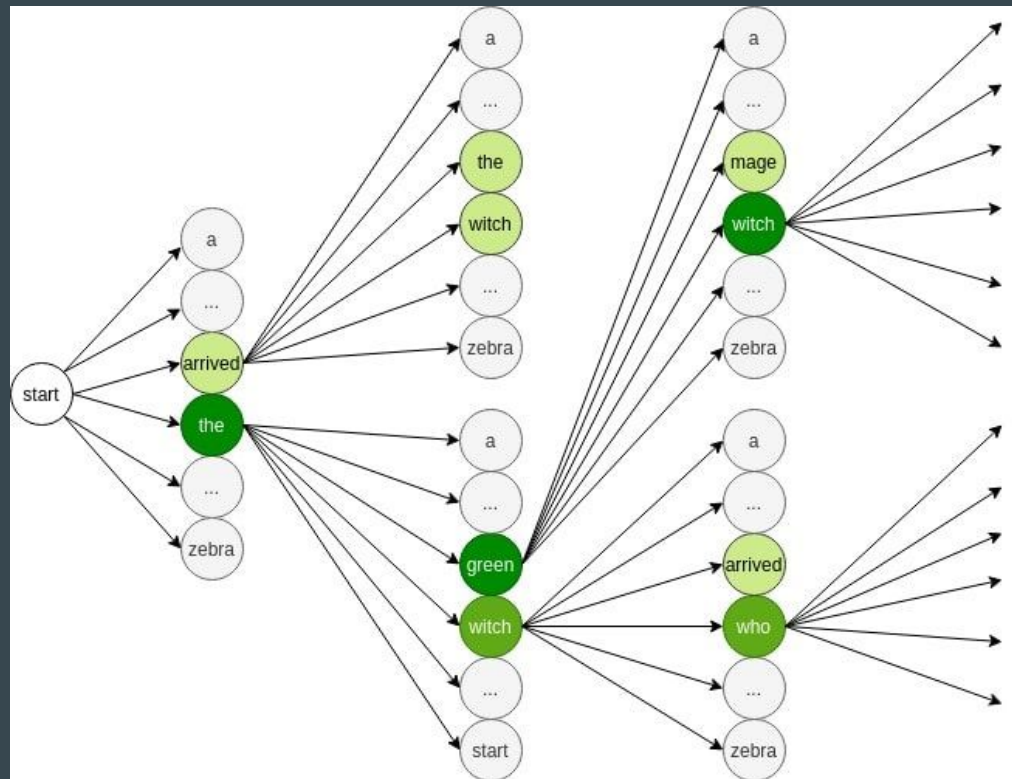 start
a
...
arrived
the
...
zebra
a
...
the
witch
...
zebra
a
...
green
witch
...
start
a
...
mage
witch
...
zebra
a
...
arrived
who
...
zebra